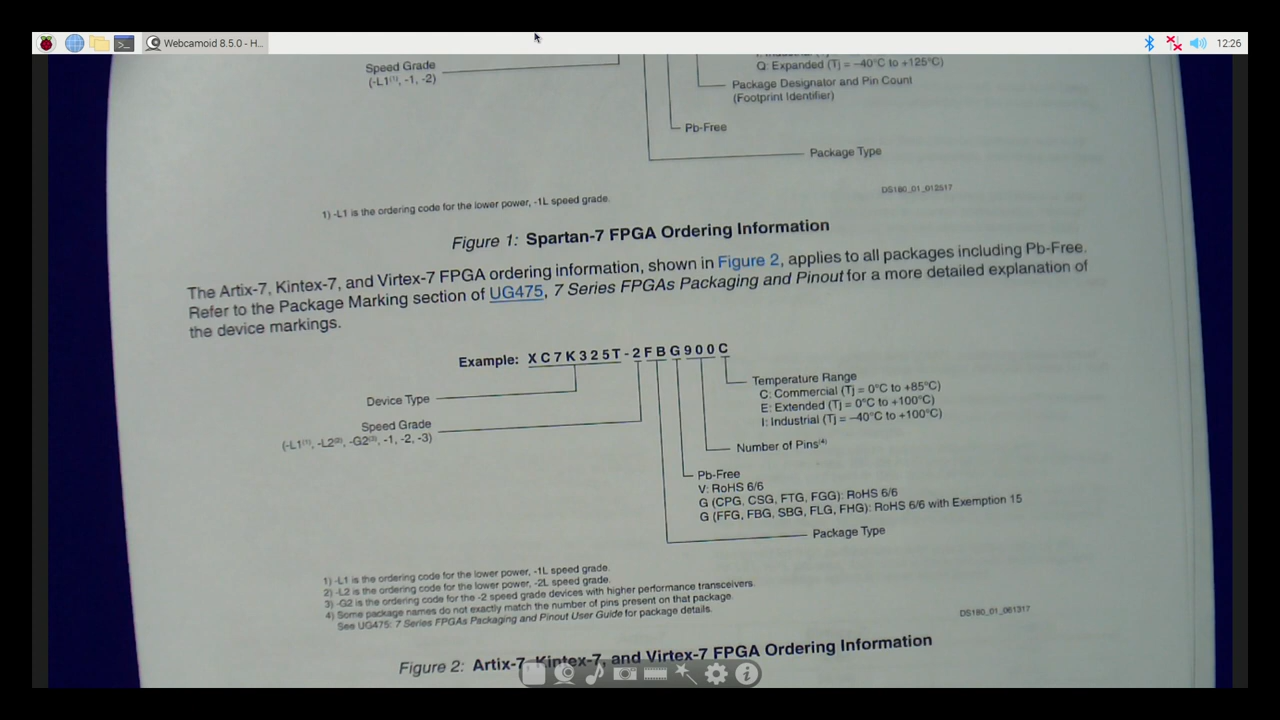 Webcamoid 8.5.0 - H...
12:26
Speed Grade
(-L1(1), -1, -2)
Q: Expanded (Tj = –40°C to +125°C)
Package Designator and Pin Count
(Footprint Identifier)
Pb-Free
Package Type
DS180_01_012517
1) -L1 is the ordering code for the lower power, -1L speed grade.
Figure 1: Spartan-7 FPGA Ordering Information
The Artix-7, Kintex-7, and Virtex-7 FPGA ordering information, shown in Figure 2, applies to all packages including Pb-Free.
Refer to the Package Marking section of UG475, 7 Series FPGAs Packaging and Pinout for a more detailed explanation of
the device markings.
Example: XC7K325T-2FBG900C
Device Type
Speed Grade
(-L1(1), -L2(2), -G2(3), -1, -2, -3)
Temperature Range
C: Commercial (Tj = 0°C to +85°C)
E: Extended (Tj = 0°C to +100°C)
I: Industrial (Tj = –40°C to +100°C)
Number of Pins(4)
Pb-Free
V: RoHS 6/6
G (CPG, CSG, FTG, FGG): RoHS 6/6
G (FFG, FBG, SBG, FLG, FHG): RoHS 6/6 with Exemption 15
Package Type
1) -L1 is the ordering code for the lower power, -1L speed grade.
2) -L2 is the ordering code for the lower power, -2L speed grade.
3) -G2 is the ordering code for the -2 speed grade devices with higher performance transceivers.
4) Some package names do not exactly match the number of pins present on that package.
See UG475: 7 Series FPGAs Packaging and Pinout User Guide for package details.
DS180_01_061317
Figure 2: Artix-7, Kintex-7, and Virtex-7 FPGA Ordering Information